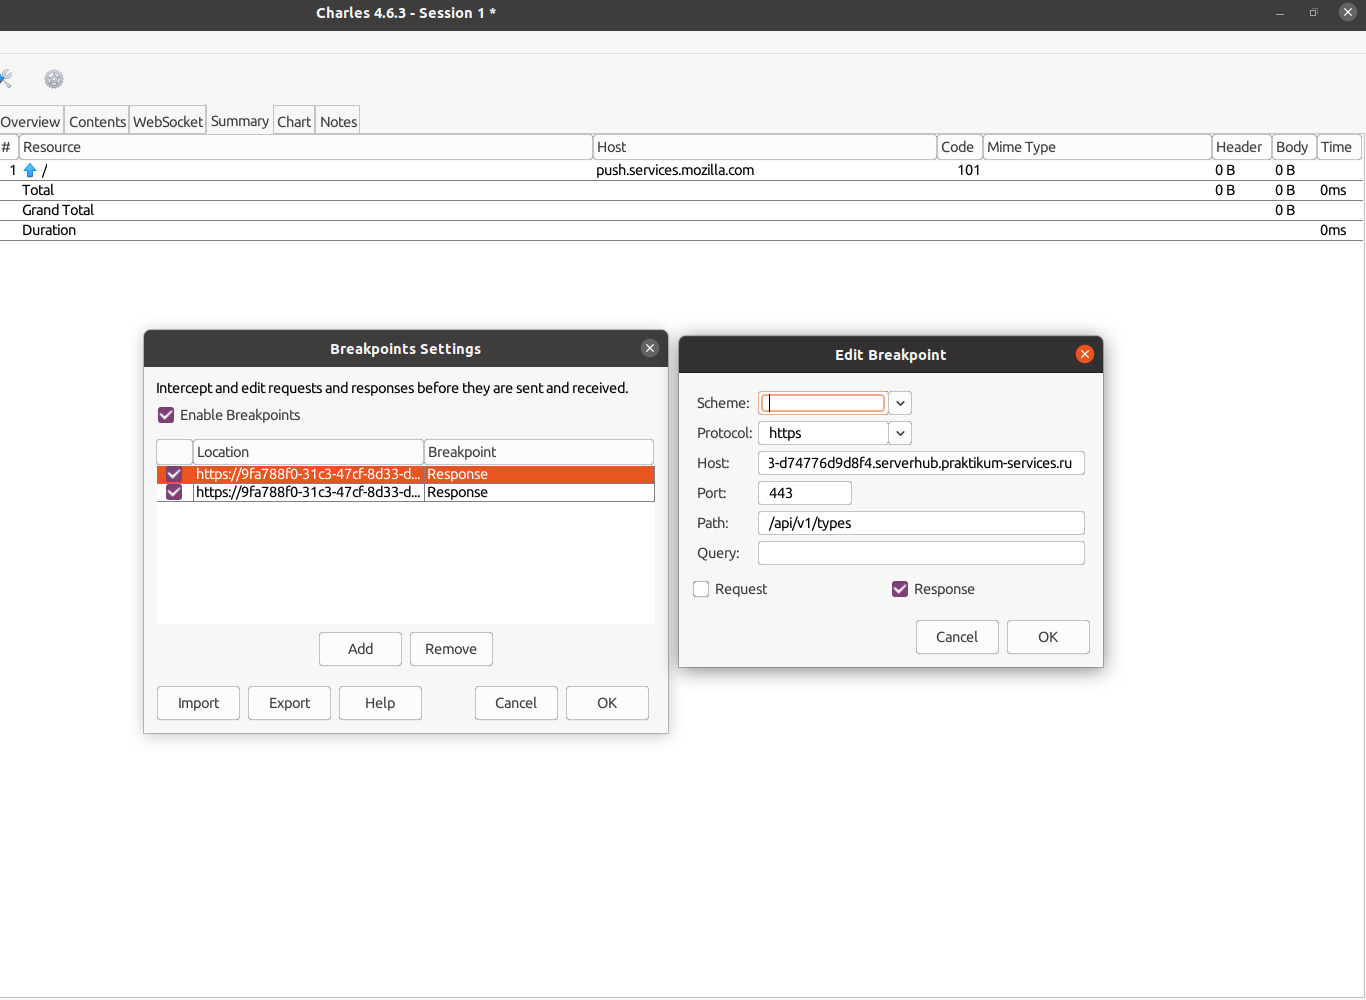 Charles 4.6.3 - Session 1 *
Overview Contents WebSocket Summary Chart Notes
# Resource Host Code Mime Type Header Body Time
1 / push.services.mozilla.com 101 0 B 0 B
Total 0 B 0 B 0ms
Grand Total 0 B
Duration 0ms
Breakpoints Settings
Intercept and edit requests and responses before they are sent and received.
Enable Breakpoints
Location Breakpoint
https://9fa788f0-31c3-47cf-8d33-d... Response
https://9fa788f0-31c3-47cf-8d33-d... Response
Add Remove
Import Export Help Cancel OK
Edit Breakpoint
Scheme:
Protocol: https
Host: 3-d74776d9d8f4.serverhub.praktikum-services.ru
Port: 443
Path: /api/v1/types
Query:
Request Response
Cancel OK